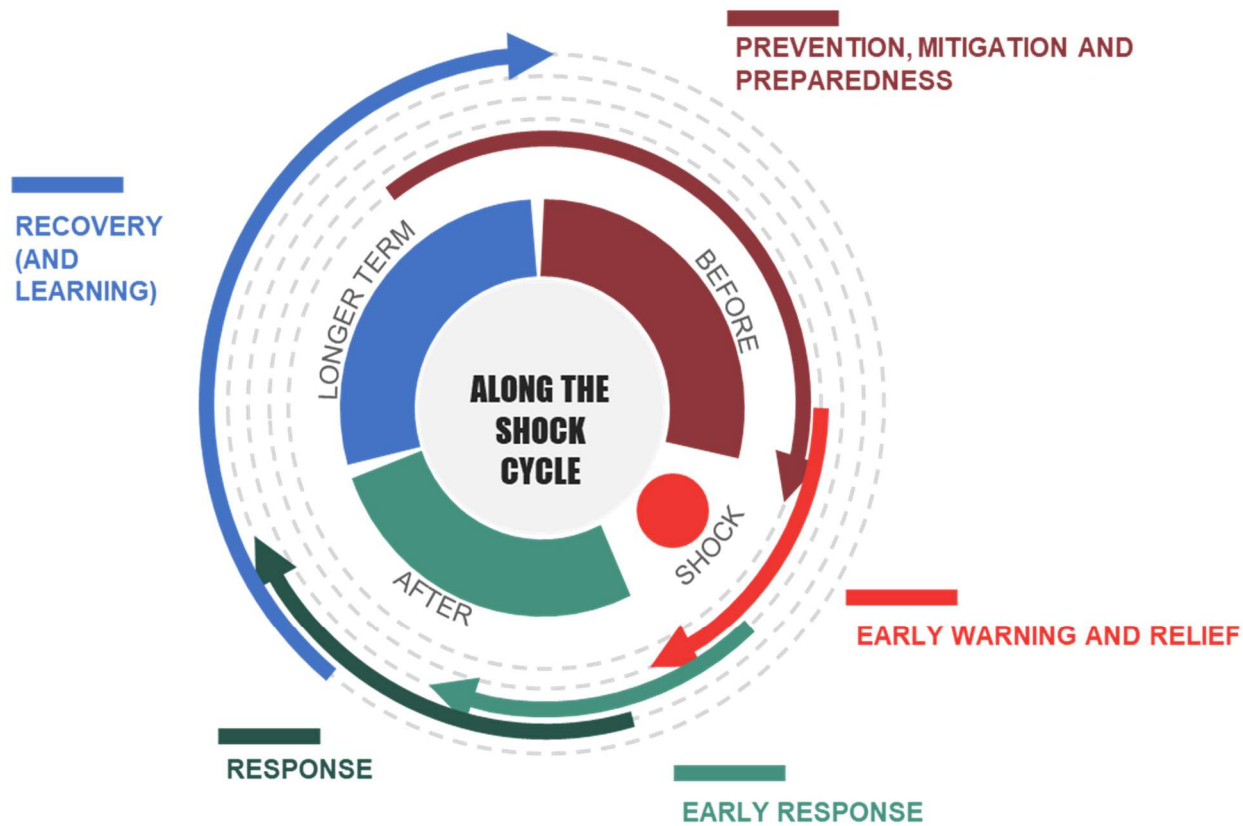 PREVENTION, MITIGATION AND
PREPAREDNESS
RECOVERY
(AND
LEARNING)
LONGER TERM
BEFORE
ALONG THE
SHOCK
CYCLE
SHOCK
AFTER
EARLY WARNING AND RELIEF
RESPONSE
EARLY RESPONSE